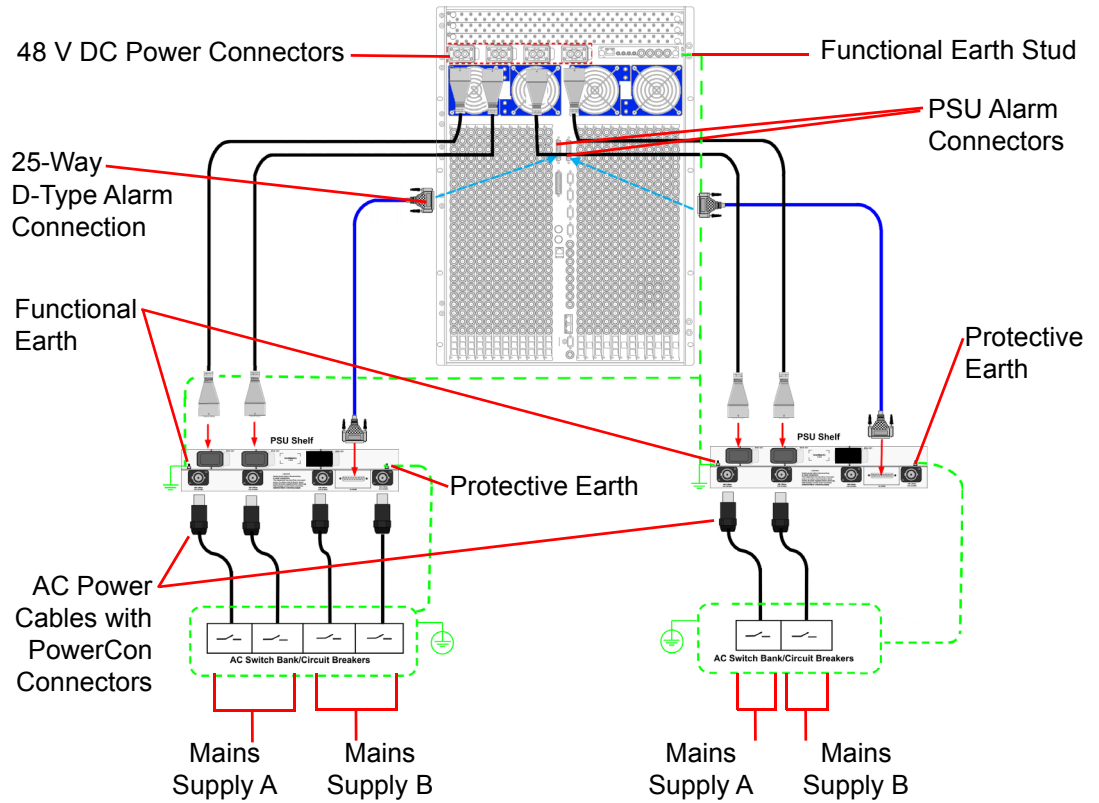 48 V DC Power Connectors
Functional Earth Stud
PSU Alarm
Connectors
25-Way
D-Type Alarm
Connection
Functional
Earth
Protective
Earth
PSU Shelf
PSU Shelf
Protective Earth
AC Power
Cables with
PowerCon
Connectors
AC Switch Bank/Circuit Breakers
AC Switch Bank/Circuit Breakers
Mains
Supply A
Mains
Supply B
Mains
Supply A
Mains
Supply B